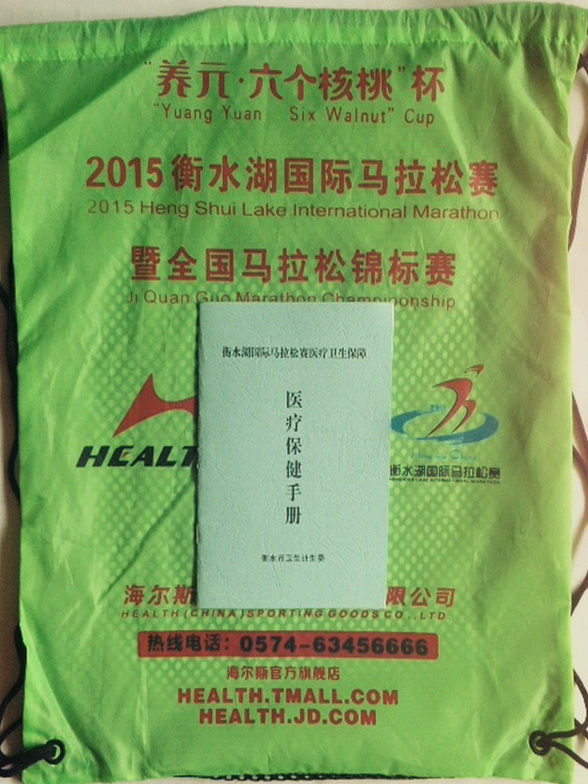 "养元·六个核桃"杯
"Yuang Yuan Six Walnut" Cup
2015衡水湖国际马拉松赛
2015 Heng Shui Lake International Marathon
暨全国马拉松锦标赛
Ji Quan Guo Marathon Championship
衡水湖国际马拉松赛医疗卫生保障
医疗保健手册
衡水市卫生计生委
HEALT
衡水湖国际马拉松赛
海尔斯
限公司
HEALTH (CHINA) SPORTING GOODS CO.,LTD
热线电话：0574-63456666
海尔斯官方旗舰店
HEALTH.TMALL.COM
HEALTH.JD.COM